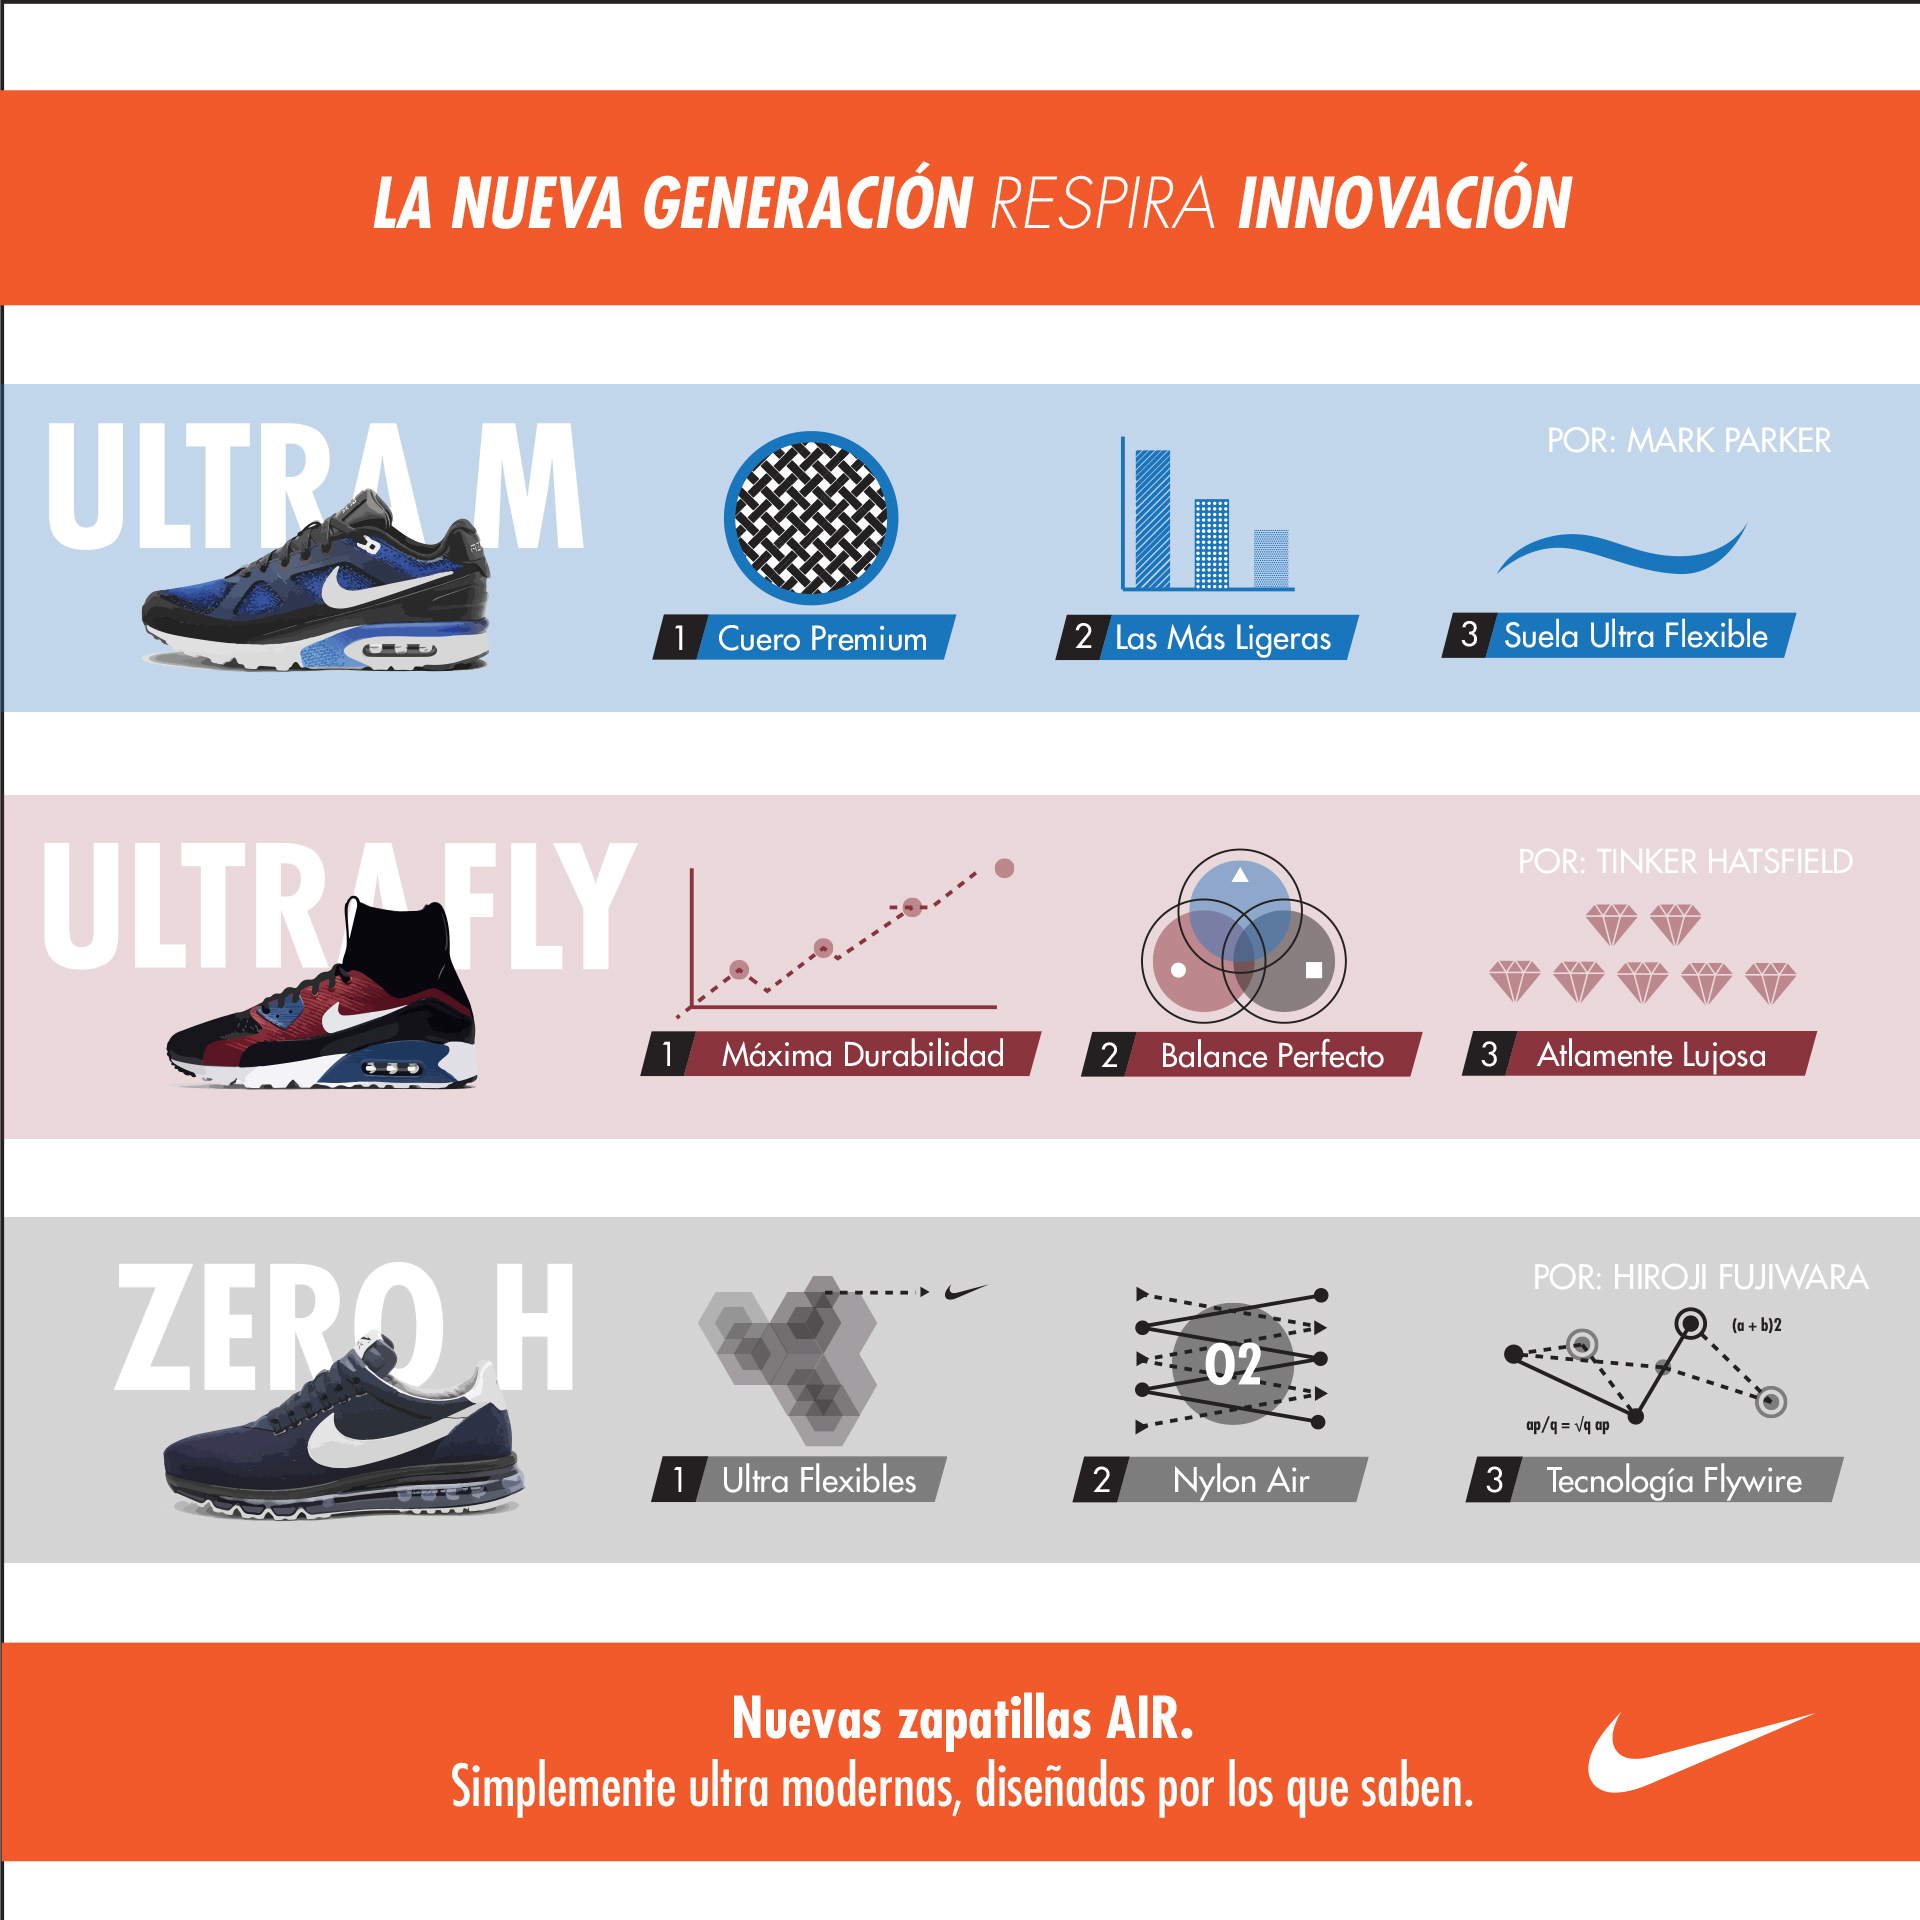 LA NUEVA GENERACIÓN RESPIRA INNOVACIÓN
ULTRA M
POR: MARK PARKER
1 Cuero Premium
2 Las Más Ligeras
3 Suela Ultra Flexible
ULTRA FLY
POR: TINKER HATSFIELD
1 Máxima Durabilidad
2 Balance Perfecto
3 Atlamente Lujosa
ZERO H
POR: HIROJI FUJIWARA
(a + b)2
O2
ap/q = √q ap
1 Ultra Flexibles
2 Nylon Air
3 Tecnología Flywire
Nuevas zapatillas AIR.
Simplemente ultra modernas, diseñadas por los que saben.